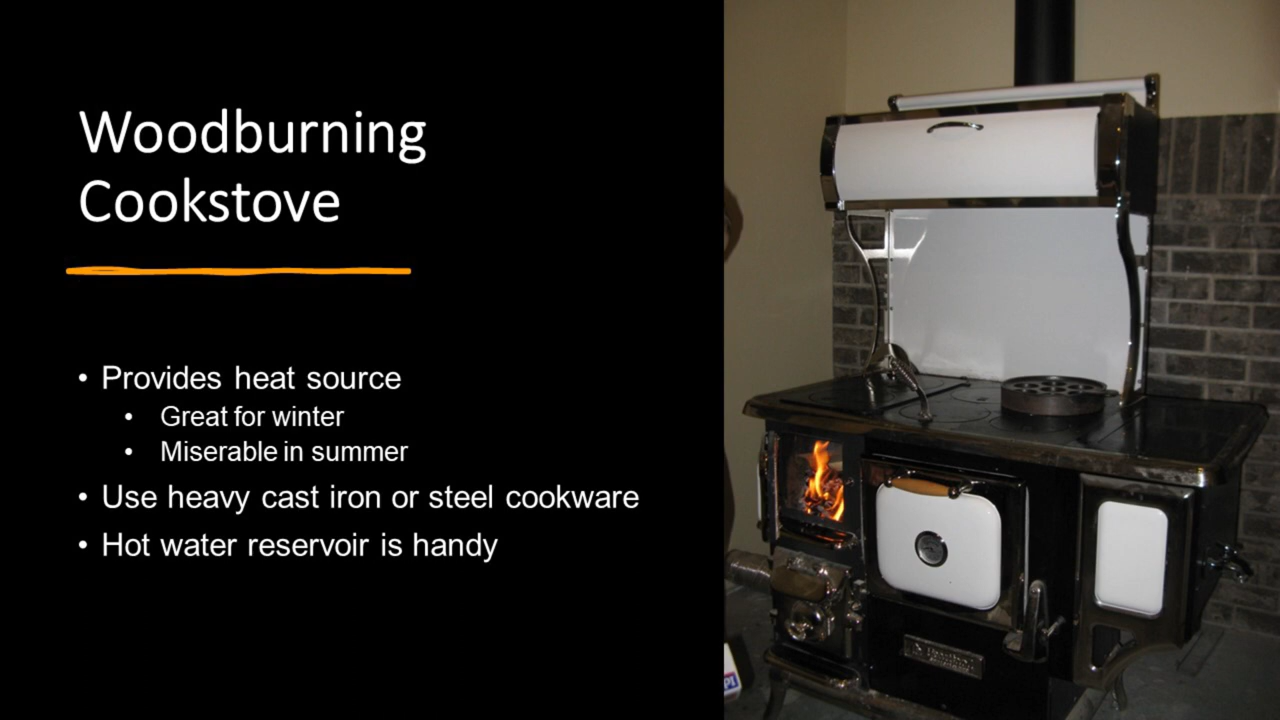 Woodburning
Cookstove
• Provides heat source
• Great for winter
• Miserable in summer
• Use heavy cast iron or steel cookware
• Hot water reservoir is handy